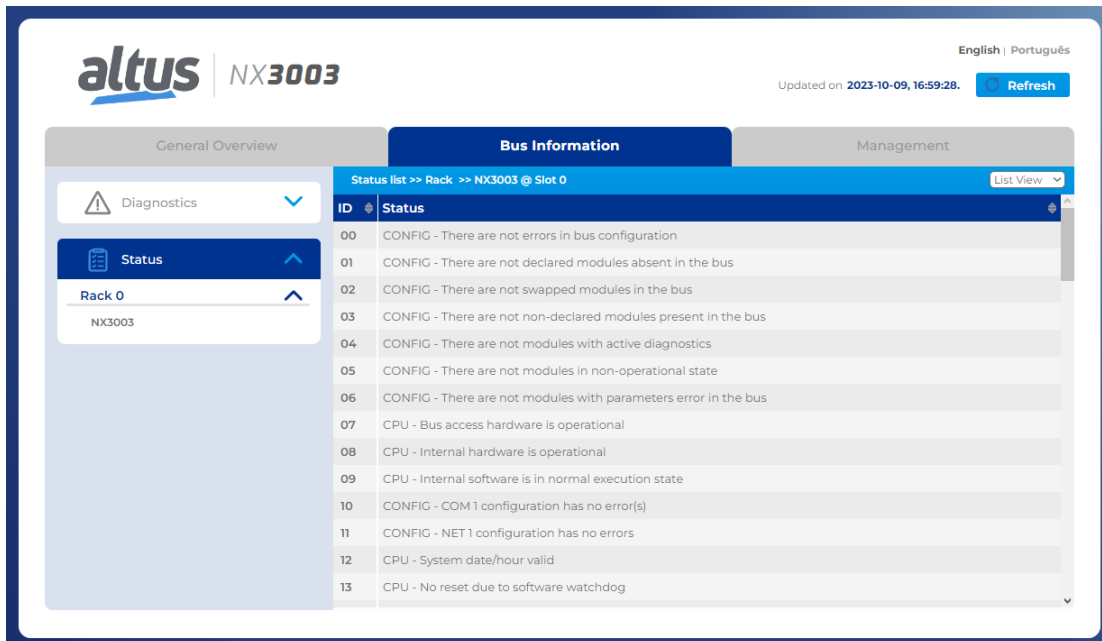 altus NX3003
English | Português
Updated on 2023-10-09, 16:59:28. Refresh
General Overview Bus Information Management
Diagnostics
Status
Rack 0
NX3003
Status list >> Rack >> NX3003 @ Slot 0 List View
ID Status
00 CONFIG - There are not errors in bus configuration
01 CONFIG - There are not declared modules absent in the bus
02 CONFIG - There are not swapped modules in the bus
03 CONFIG - There are not non-declared modules present in the bus
04 CONFIG - There are not modules with active diagnostics
05 CONFIG - There are not modules in non-operational state
06 CONFIG - There are not modules with parameters error in the bus
07 CPU - Bus access hardware is operational
08 CPU - Internal hardware is operational
09 CPU - Internal software is in normal execution state
10 CONFIG - COM 1 configuration has no error(s)
11 CONFIG - NET 1 configuration has no errors
12 CPU - System date/hour valid
13 CPU - No reset due to software watchdog